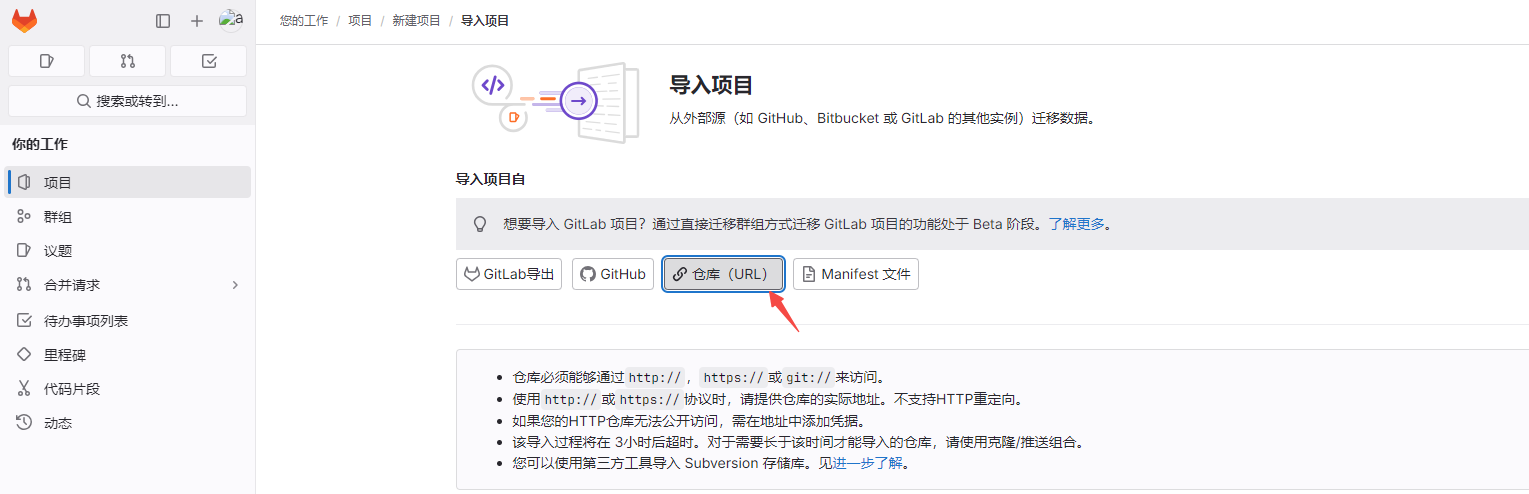 a
您的工作 / 项目 / 新建项目 / 导入项目
搜索或转到...
你的工作
项目
群组
议题
合并请求
待办事项列表
里程碑
代码片段
动态
导入项目
从外部源（如 GitHub、Bitbucket 或 GitLab 的其他实例）迁移数据。
导入项目自
想要导入 GitLab 项目？通过直接迁移群组方式迁移 GitLab 项目的功能处于 Beta 阶段。了解更多。
GitLab导出 GitHub 仓库（URL） Manifest 文件
仓库必须能够通过 http://，https:// 或 git:// 来访问。
使用 http:// 或 https:// 协议时，请提供仓库的实际地址。不支持HTTP重定向。
如果您的HTTP仓库无法公开访问，需在地址中添加凭据。
该导入过程将在 3小时后超时。对于需要长于该时间才能导入的仓库，请使用克隆/推送组合。
您可以使用第三方工具导入 Subversion 存储库。见进一步了解。